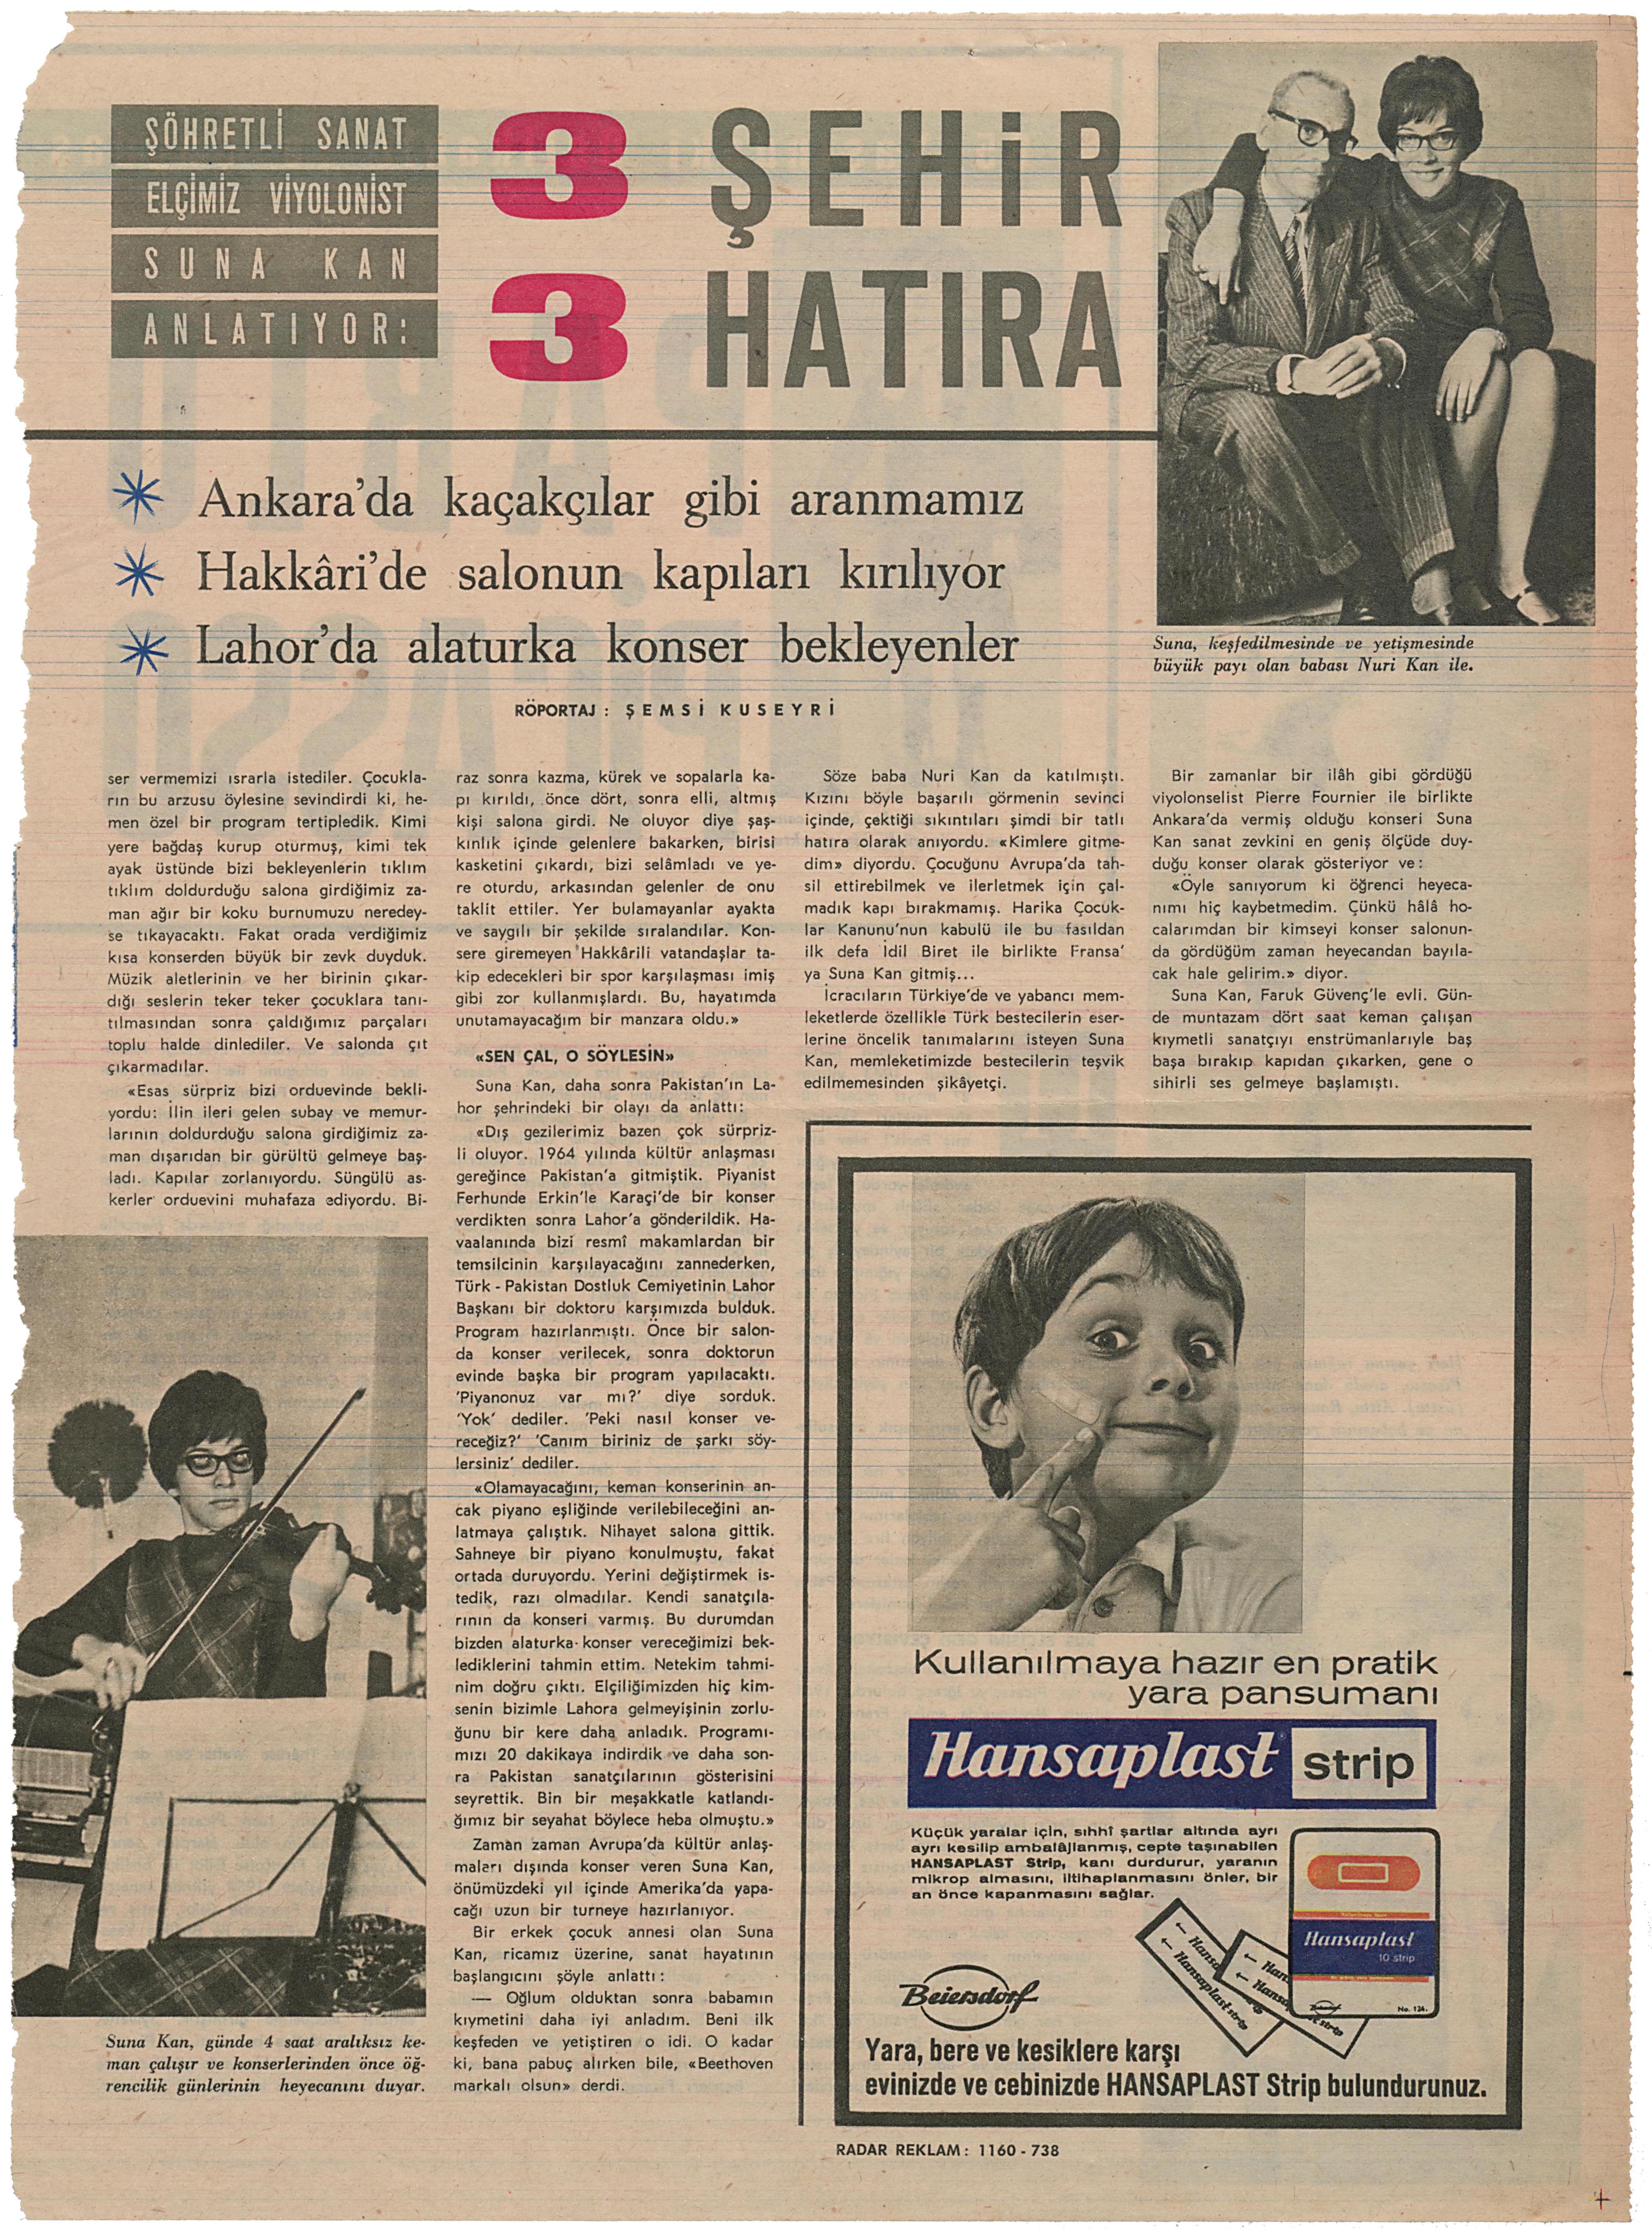 ŞÖHRETLİ SANAT
ELÇİMİZ VİYOLONİST
SUNA KAN
ANLATIYOR:
3 ŞEHİR
3 HATIRA
Ankara'da kaçakçılar gibi aranmamız
Hakkâri'de salonun kapıları kırılıyor
Lahor'da alaturka konser bekleyenler
Suna, keşfedilmesinde ve yetişmesinde
büyük payı olan babası Nuri Kan ile.
RÖPORTAJ : ŞEMSİ KUSEYRİ
ser vermemizi ısrarla istediler. Çocukla-
rın bu arzusu öylesine sevindirdi ki, he-
men özel bir program tertipledik. Kimi
yere bağdaş kurup oturmuş, kimi tek
ayak üstünde bizi bekleyenlerin tıklım
tıklım doldurduğu salona girdiğimiz za-
man ağır bir koku burnumuzu neredey-
se tıkayacaktı. Fakat orada verdiğimiz
kısa konserden büyük bir zevk duyduk.
Müzik aletlerinin ve her birinin çıkar-
dığı seslerin teker teker çocuklara tanı-
tılmasından sonra çaldığımız parçaları
toplu halde dinlediler. Ve salonda çıt
çıkarmadılar.
«Esas sürpriz bizi orduevinde bekli-
yordu: İlin ileri gelen subay ve memur-
larının doldurduğu salona girdiğimiz za-
man dışarıdan bir gürültü gelmeye baş-
ladı. Kapılar zorlanıyordu. Süngülü as-
kerler orduevini muhafaza ediyordu. Bi-
Suna Kan, günde 4 saat aralıksız ke-
man çalışır ve konserlerinden önce öğ-
rencilik günlerinin heyecanını duyar.
raz sonra kazma, kürek ve sopalarla ka-
pı kırıldı, önce dört, sonra elli, altmış
kişi salona girdi. Ne oluyor diye şaş-
kınlık içinde gelenlere bakarken, birisi
kasketini çıkardı, bizi selâmladı ve ye-
re oturdu, arkasından gelenler de onu
taklit ettiler. Yer bulamayanlar ayakta
ve saygılı bir şekilde sıralandılar. Kon-
sere giremeyen Hakkârili vatandaşlar ta-
kip edecekleri bir spor karşılaşması imiş
gibi zor kullanmışlardı. Bu, hayatımda
unutamayacağım bir manzara oldu.»
«SEN ÇAL, O SÖYLESİN»
Suna Kan, daha sonra Pakistan'ın La-
hor şehrindeki bir olayı da anlattı:
«Dış gezilerimiz bazen çok sürpriz-
li oluyor. 1964 yılında kültür anlaşması
gereğince Pakistan'a gitmiştik. Piyanist
Ferhunde Erkin'le Karaçi'de bir konser
verdikten sonra Lahor'a gönderildik. Ha-
vaalanında bizi resmî makamlardan bir
temsilcinin karşılayacağını zannederken,
Türk - Pakistan Dostluk Cemiyetinin Lahor
Başkanı bir doktoru karşımızda bulduk.
Program hazırlanmıştı. Önce bir salon-
da konser verilecek, sonra doktorun
evinde başka bir program yapılacaktı.
'Piyanonuz var mı?' diye sorduk.
'Yok' dediler. 'Peki nasıl konser ve-
receğiz?' 'Canım biriniz de şarkı söy-
lersiniz' dediler.
«Olamayacağını, keman konserinin an-
cak piyano eşliğinde verilebileceğini an-
latmaya çalıştık. Nihayet salona gittik.
Sahneye bir piyano konulmuştu, fakat
ortada duruyordu. Yerini değiştirmek is-
tedik, razı olmadılar. Kendi sanatçıla-
rının da konseri varmış. Bu durumdan
bizden alaturka konser vereceğimizi bek-
lediklerini tahmin ettim. Netekim tahmi-
nim doğru çıktı. Elçiliğimizden hiç kim-
senin bizimle Lahora gelmeyişinin zorlu-
ğunu bir kere daha anladık. Programı-
mızı 20 dakikaya indirdik ve daha son-
ra Pakistan sanatçılarının gösterisini
seyrettik. Bin bir meşakkatle katlandı-
ğımız bir seyahat böylece heba olmuştu.»
Zaman zaman Avrupa'da kültür anlaş-
maları dışında konser veren Suna Kan,
önümüzdeki yıl içinde Amerika'da yapa-
cağı uzun bir turneye hazırlanıyor.
Bir erkek çocuk annesi olan Suna
Kan, ricamız üzerine, sanat hayatının
başlangıcını şöyle anlattı :
— Oğlum olduktan sonra babamın
kıymetini daha iyi anladım. Beni ilk
keşfeden ve yetiştiren o idi. O kadar
ki, bana pabuç alırken bile, «Beethoven
markalı olsun» derdi.
Söze baba Nuri Kan da katılmıştı.
Kızını böyle başarılı görmenin sevinci
içinde, çektiği sıkıntıları şimdi bir tatlı
hatıra olarak anıyordu. «Kimlere gitme-
dim» diyordu. Çocuğunu Avrupa'da tah-
sil ettirebilmek ve ilerletmek için çal-
madık kapı bırakmamış. Harika Çocuk-
lar Kanunu'nun kabulü ile bu fasıldan
ilk defa İdil Biret ile birlikte Fransa'
ya Suna Kan gitmiş...
İcracıların Türkiye'de ve yabancı mem-
leketlerde özellikle Türk bestecilerin eser-
lerine öncelik tanımalarını isteyen Suna
Kan, memleketimizde bestecilerin teşvik
edilmemesinden şikâyetçi.
Bir zamanlar bir ilâh gibi gördüğü
viyolonselist Pierre Fournier ile birlikte
Ankara'da vermiş olduğu konseri Suna
Kan sanat zevkini en geniş ölçüde duy-
duğu konser olarak gösteriyor ve :
«Öyle sanıyorum ki öğrenci heyeca-
nımı hiç kaybetmedim. Çünkü hâlâ ho-
calarımdan bir kimseyi konser salonun-
da gördüğüm zaman heyecandan bayıla-
cak hale gelirim.» diyor.
Suna Kan, Faruk Güvenç'le evli. Gün-
de muntazam dört saat keman çalışan
kıymetli sanatçıyı enstrümanlarıyle baş
başa bırakıp kapıdan çıkarken, gene o
sihirli ses gelmeye başlamıştı.
Kullanılmaya hazır en pratik
yara pansumanı
Hansaplast strip
Küçük yaralar için, sıhhî şartlar altında ayrı
ayrı kesilip ambalâjlanmış, cepte taşınabilen
HANSAPLAST Strip, kanı durdurur, yaranın
mikrop almasını, iltihaplanmasını önler, bir
an önce kapanmasını sağlar.
Hansaplast
10 strip
No. 124.
Hansaplast strip
Beiersdorf
Yara, bere ve kesiklere karşı
evinizde ve cebinizde HANSAPLAST Strip bulundurunuz.
RADAR REKLAM : 1160 - 738